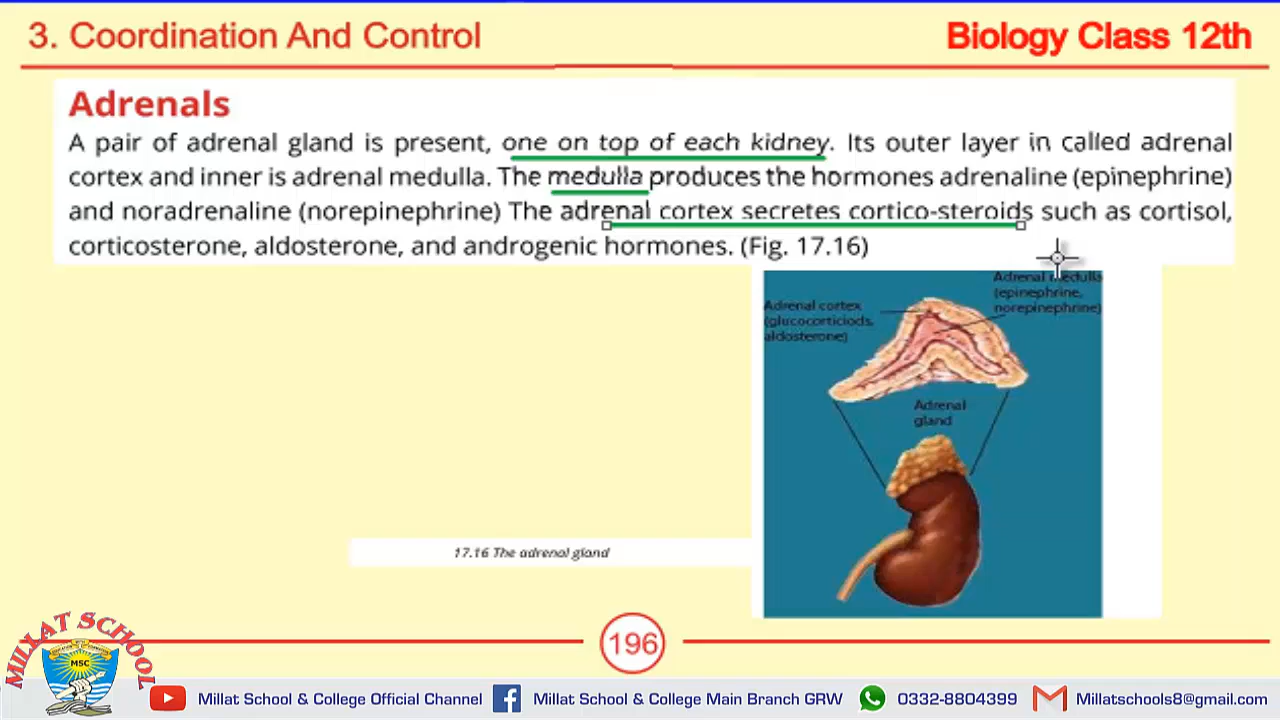 3. Coordination And Control
Biology Class 12th
Adrenals
A pair of adrenal gland is present, one on top of each kidney. Its outer layer in called adrenal
cortex and inner is adrenal medulla. The medulla produces the hormones adrenaline (epinephrine)
and noradrenaline (norepinephrine) The adrenal cortex secretes cortico-steroids such as cortisol,
corticosterone, aldosterone, and androgenic hormones. (Fig. 17.16)
Adrenal medulla
(epinephrine,
norepinephrine)
Adrenal cortex
(glucocorticiods,
aldosterone)
Adrenal
gland
17.16 The adrenal gland
196
MILLAT SCHOOL
MSC
Millat School & College Official Channel
Millat School & College Main Branch GRW
0332-8804399
Millatschools8@gmail.com